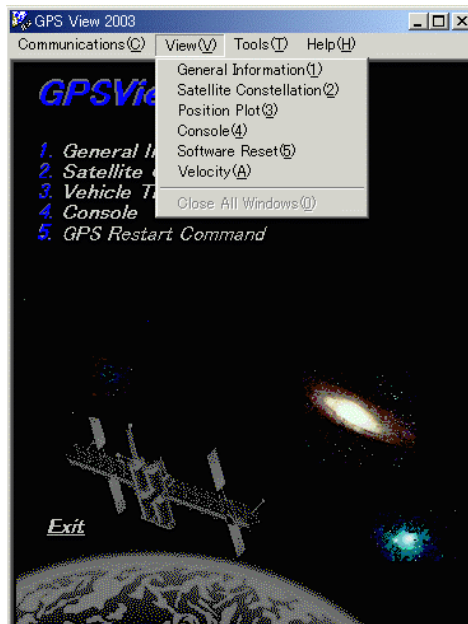 GPS View 2003
Communications(C) View(V) Tools(T) Help(H)
General Information(1)
Satellite Constellation(2)
Position Plot(3)
Console(4)
Software Reset(5)
Velocity(A)
Close All Windows(0)
GPSVie
1. General I
2. Satellite
3. Vehicle T
4. Console
5. GPS Restart Command
Exit